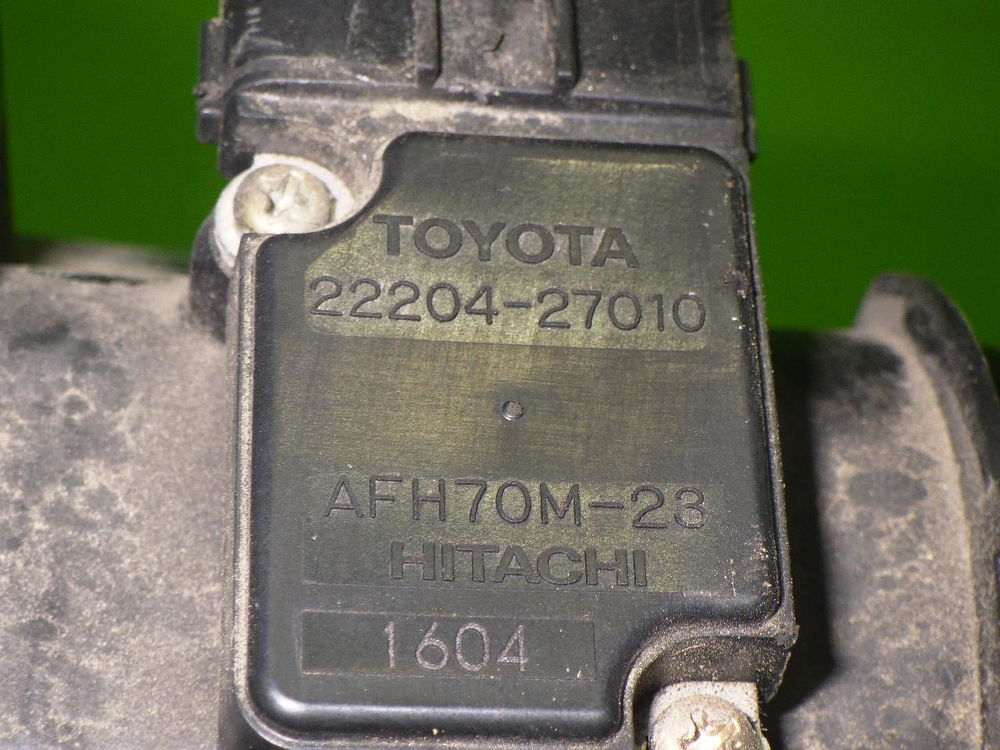 TOYOTA
22204-27010
AFH70M-23
HITACHI
1604